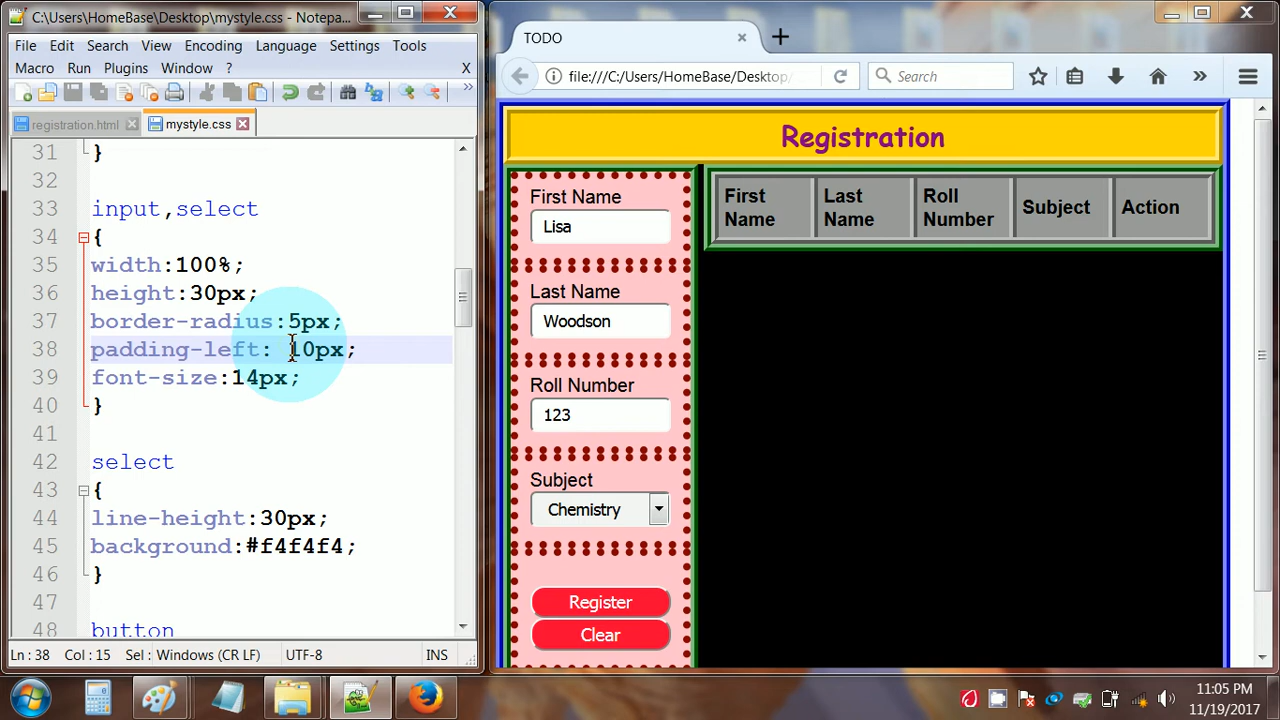 C:\Users\HomeBase\Desktop\mystyle.css - Notepa...
File Edit Search View Encoding Language Settings Tools
Macro Run Plugins Window ? X
registration.html mystyle.css
31 }
32
33 input,select
34 {
35 width:100%;
36 height:30px;
37 border-radius:5px;
38 padding-left: 10px;
39 font-size:14px;
40 }
41
42 select
43 {
44 line-height:30px;
45 background:#f4f4f4;
46 }
47
48 button
Ln : 38 Col : 15 Sel : Windows (CR LF) UTF-8 INS
TODO
file:///C:/Users/HomeBase/Desktop/
Search
Registration
First Name
Lisa
Last Name
Woodson
Roll Number
123
Subject
Chemistry
Register
Clear
First Name
Last Name
Roll Number
Subject
Action
11:05 PM
11/19/2017